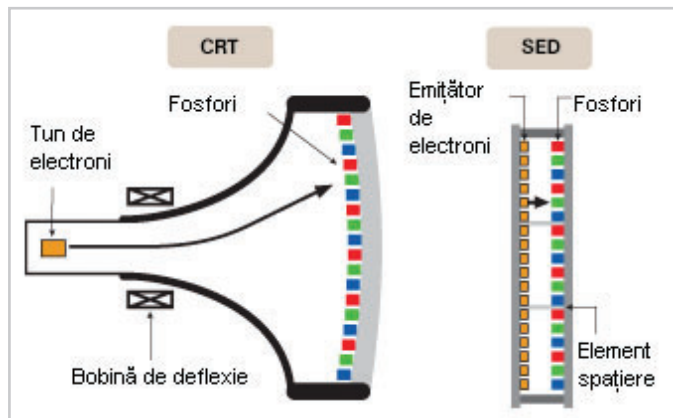 CRT
Fosfori
Tun de
electroni
Bobină de deflexie
SED
Emițător
de
electroni
Fosfori
Element
spațiere